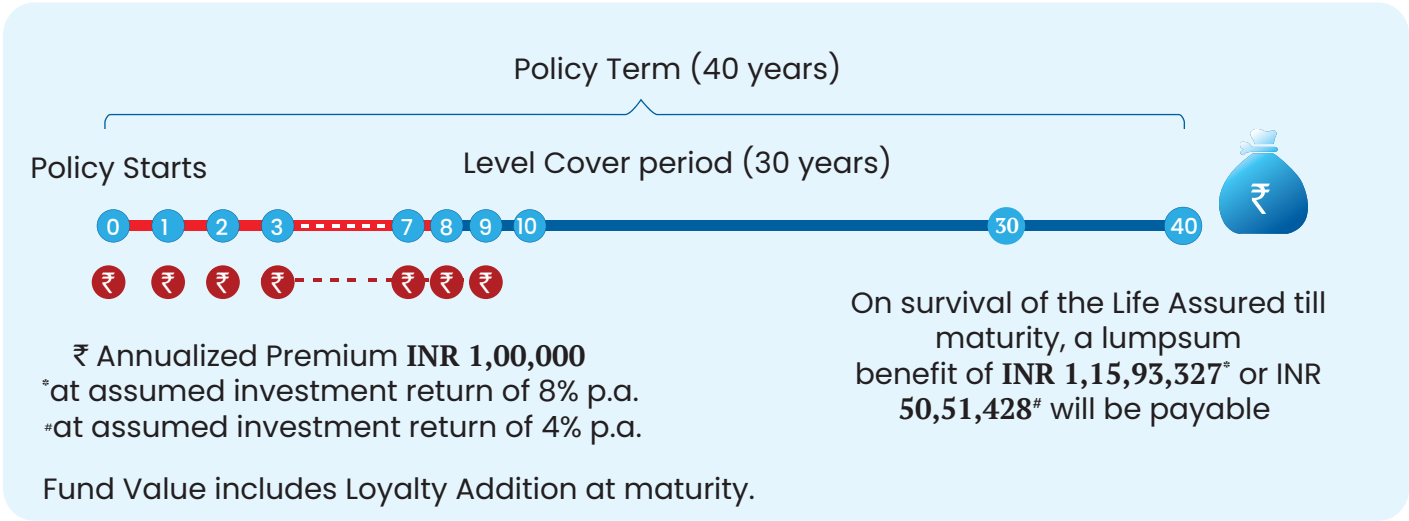 Policy Term (40 years)
Policy Starts
Level Cover period (30 years)
₹
0 1 2 3 7 8 9 10 30 40
₹ ₹ ₹ ₹ ₹ ₹ ₹
₹ Annualized Premium INR 1,00,000
*at assumed investment return of 8% p.a.
#at assumed investment return of 4% p.a.
Fund Value includes Loyalty Addition at maturity.
On survival of the Life Assured till
maturity, a lumpsum
benefit of INR 1,15,93,327* or INR
50,51,428# will be payable